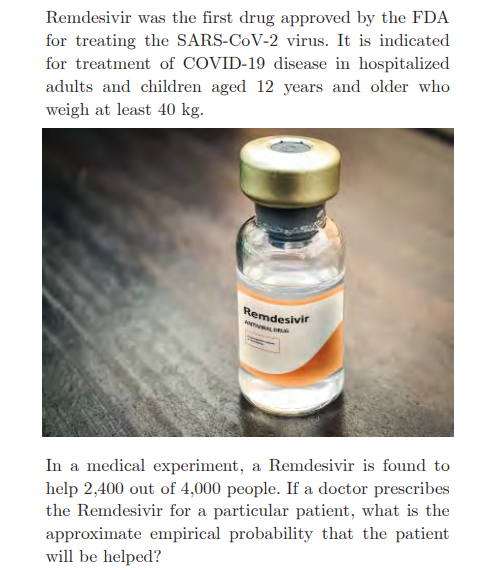 Remdesivir was the first drug approved by the FDA
for treating the SARS-CoV-2 virus. It is indicated
for treatment of COVID-19 disease in hospitalized
adults and children aged 12 years and older who
weigh at least 40 kg.
Remdesivir
ANTIVIRAL DRUG
In a medical experiment, a Remdesivir is found to
help 2,400 out of 4,000 people. If a doctor prescribes
the Remdesivir for a particular patient, what is the
approximate empirical probability that the patient
will be helped?